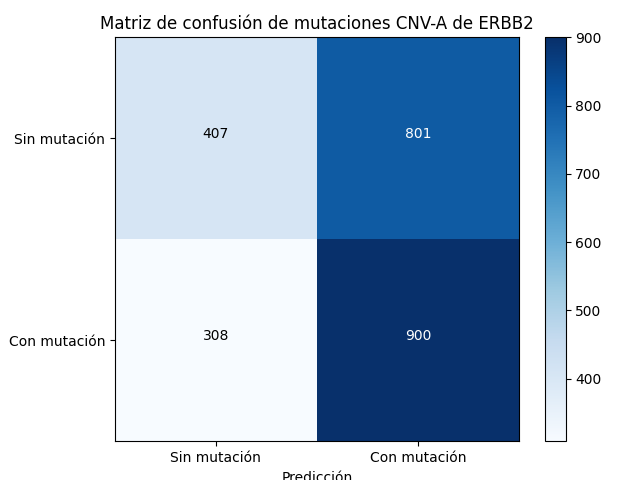 Matriz de confusión de mutaciones CNV-A de ERBB2
Sin mutación
407
801
Con mutación
308
900
Sin mutación
Con mutación
Predicción
900
800
700
600
500
400